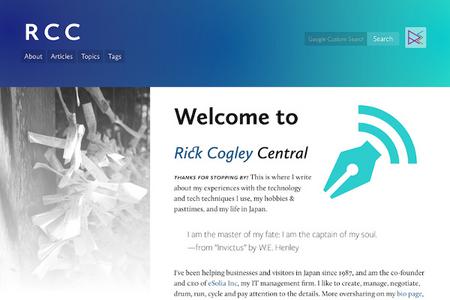 RCC
About Articles Topics Tags
Google Custom Search
Search
Welcome to
Rick Cogley Central
THANKS FOR STOPPING BY! This is where I write
about my experiences with the technology
and tech techniques I use, my hobbies &
pasttimes, and my life in Japan.
I am the master of my fate: I am the captain of my soul.
—from "Invictus" by W.E. Henley
I've been helping businesses and visitors in Japan since 1987, and am the co-founder
and CEO of eSolia Inc, my IT management firm. I like to create, manage, negotiate,
drum, run, cycle and pay attention to the details. More oversharing on my bio page,